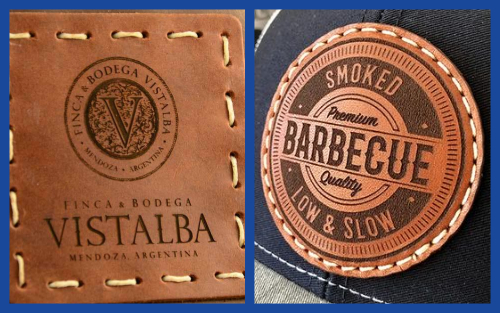 FINCA & BODEGA VISTALBA
V
• MENDOZA • ARGENTINA •
FINCA & BODEGA
VISTALBA
MENDOZA, ARGENTINA
SMOKED
Premium
BARBECUE
Quality
LOW & SLOW